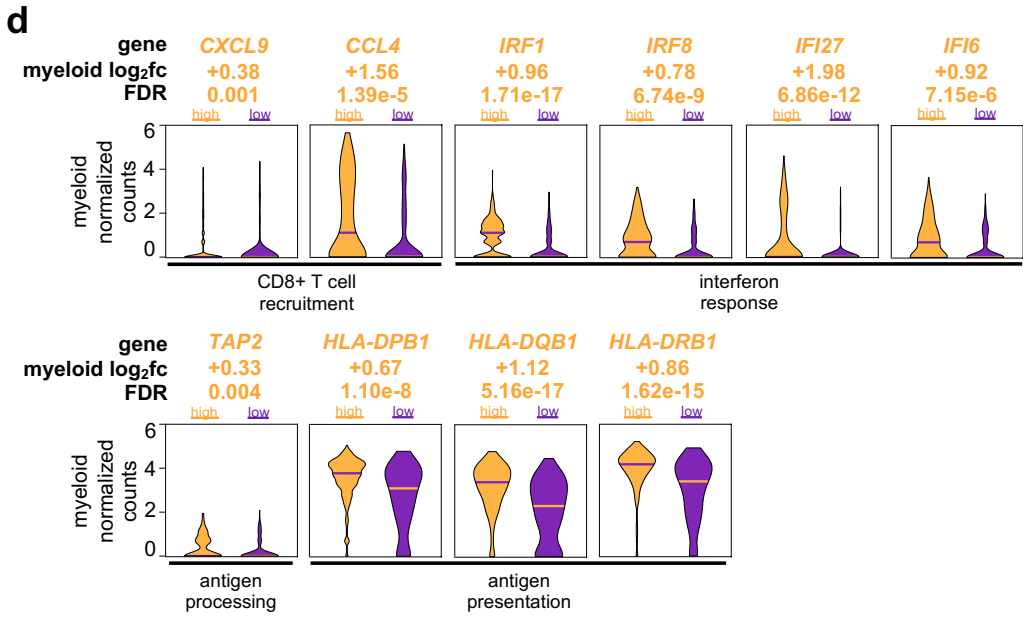 d
gene CXCL9 CCL4 IRF1 IRF8 IFI27 IFI6
myeloid log2fc +0.38 +1.56 +0.96 +0.78 +1.98 +0.92
FDR 0.001 1.39e-5 1.71e-17 6.74e-9 6.86e-12 7.15e-6
high low high low high low high low high low high low
6
4
2
0
myeloid
normalized
counts
CD8+ T cell
recruitment
interferon
response
gene TAP2 HLA-DPB1 HLA-DQB1 HLA-DRB1
myeloid log2fc +0.33 +0.67 +1.12 +0.86
FDR 0.004 1.10e-8 5.16e-17 1.62e-15
high low high low high low high low
6
4
2
0
myeloid
normalized
counts
antigen
processing
antigen
presentation